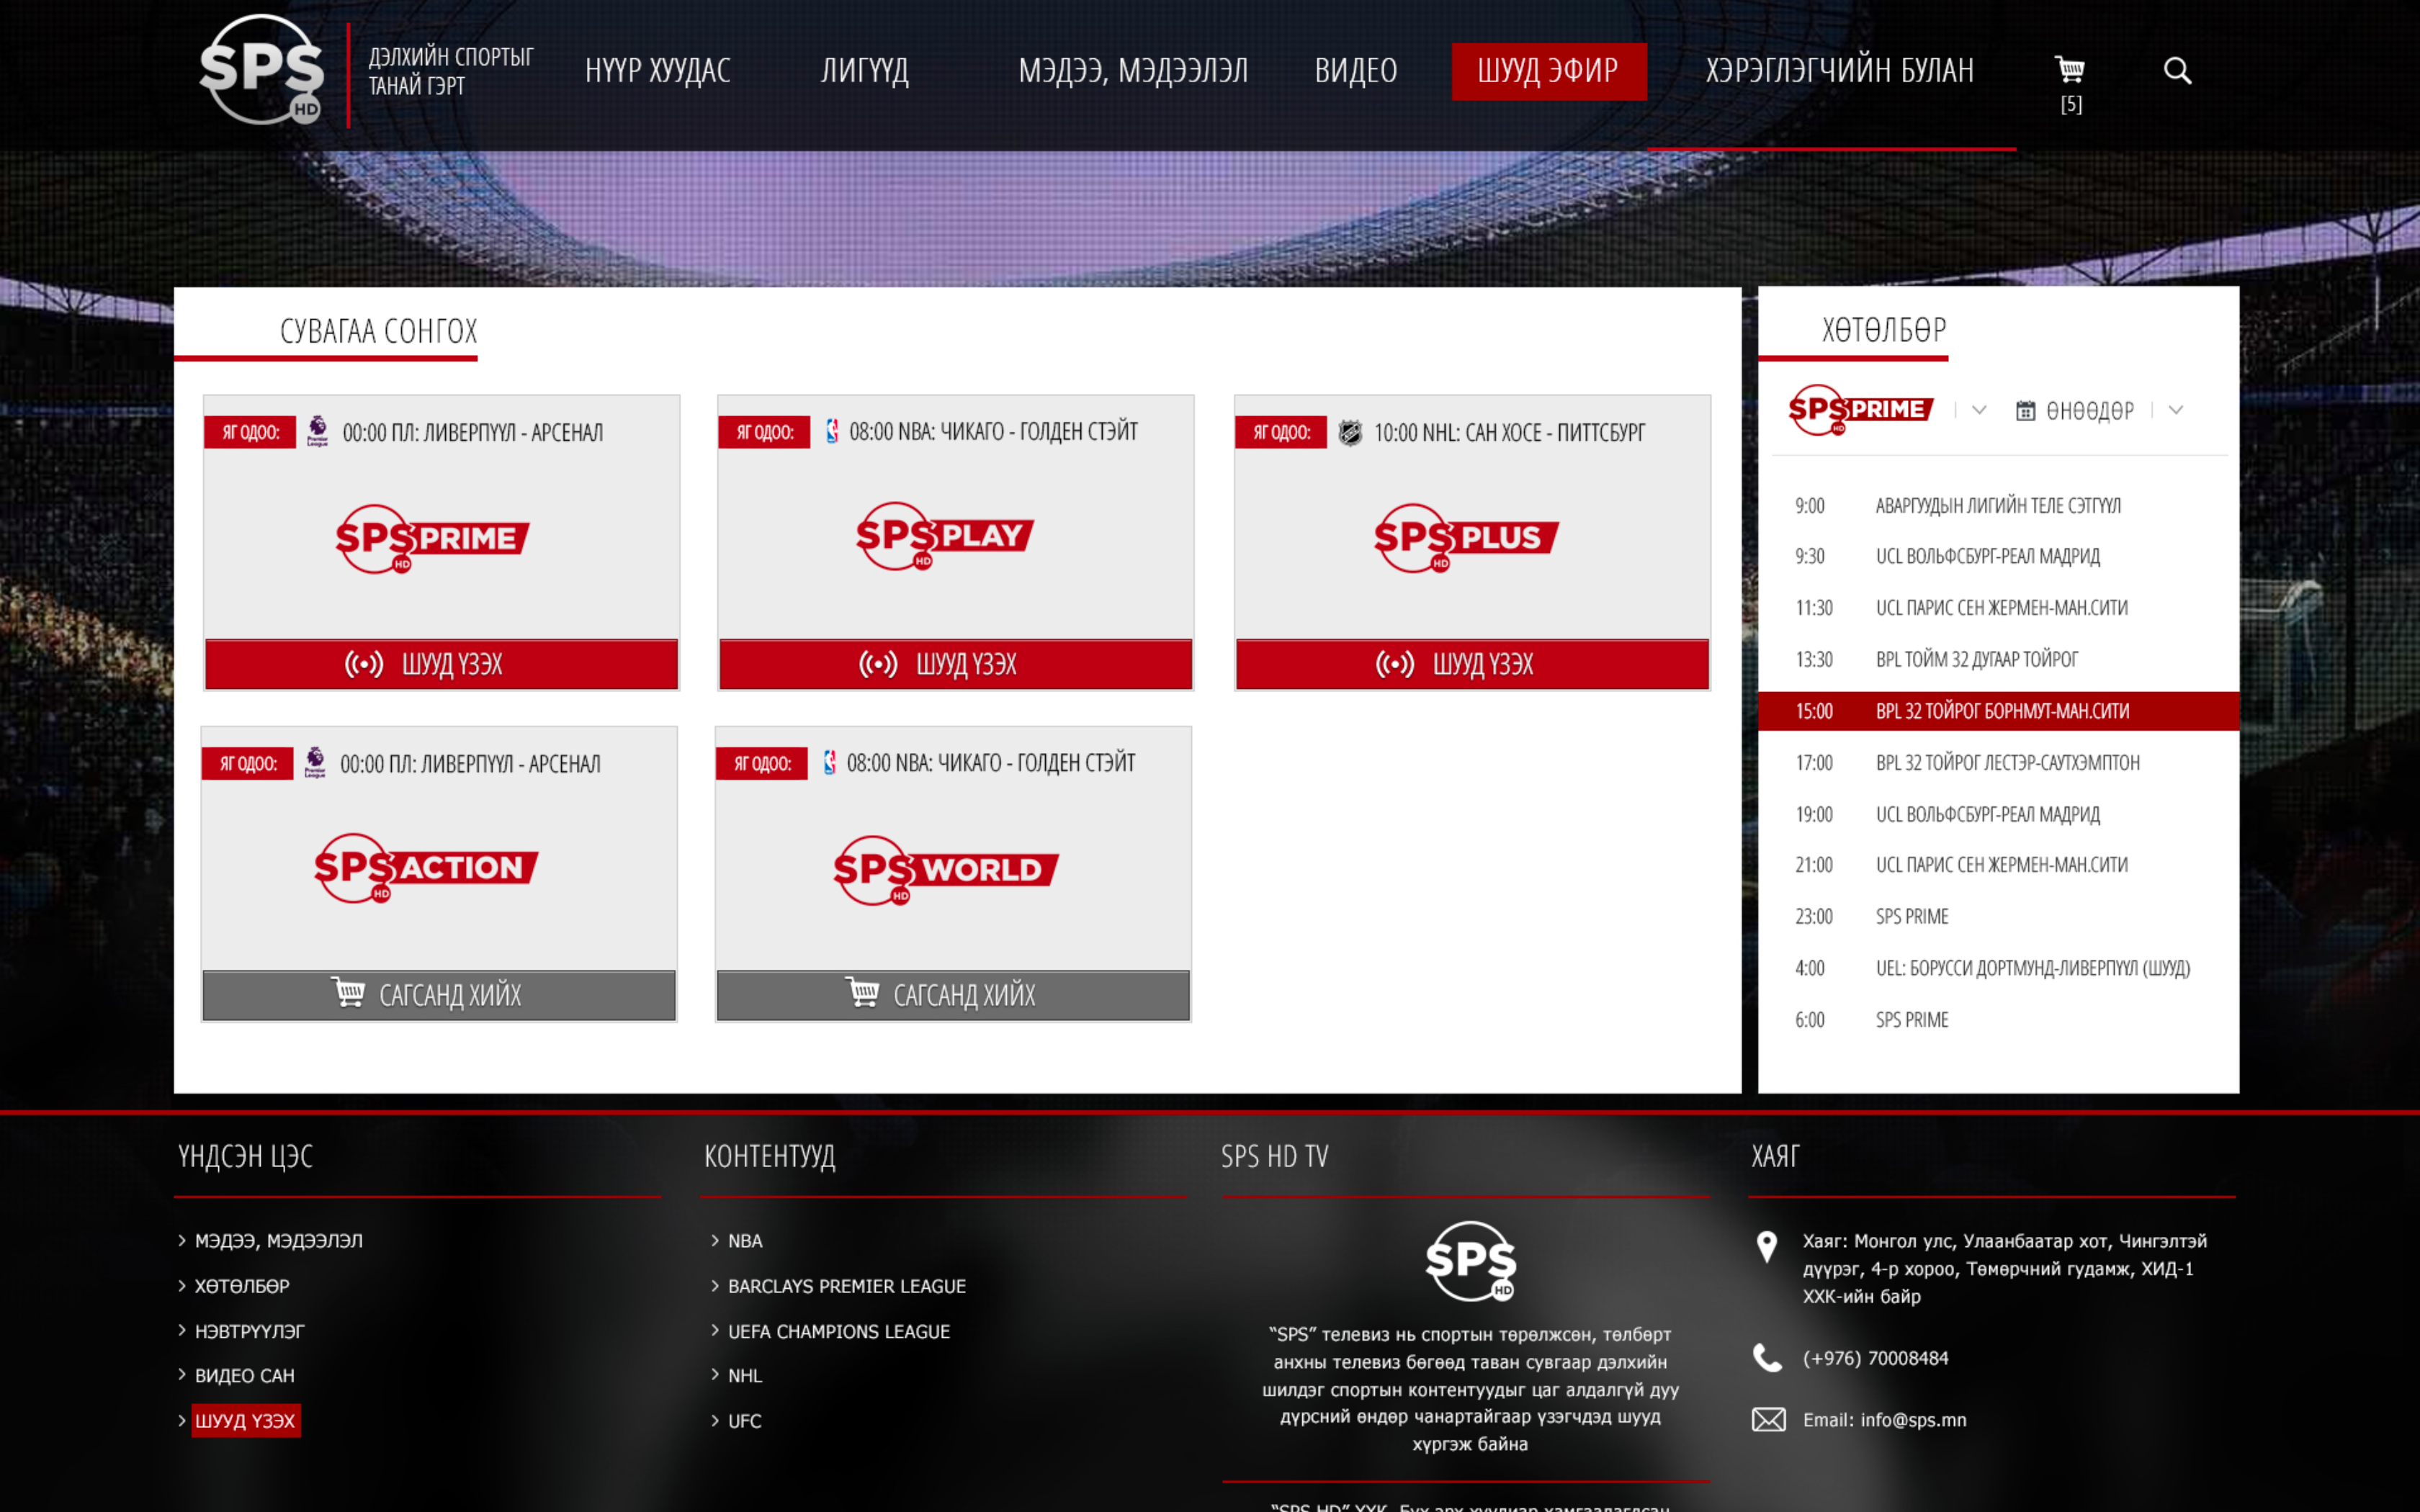 SPS HD
ДЭЛХИЙН СПОРТЫГ
ТАНАЙ ГЭРТ
НҮҮР ХУУДАС
ЛИГҮҮД
МЭДЭЭ, МЭДЭЭЛЭЛ
ВИДЕО
ШУУД ЭФИР
ХЭРЭГЛЭГЧИЙН БУЛАН
[5]
СУВАГАА СОНГОХ
ЯГ ОДОО: 00:00 ПЛ: ЛИВЕРПҮҮЛ - АРСЕНАЛ
SPS HD PRIME
ШУУД ҮЗЭХ
ЯГ ОДОО: 08:00 NBA: ЧИКАГО - ГОЛДЕН СТЭЙТ
SPS HD PLAY
ШУУД ҮЗЭХ
ЯГ ОДОО: 10:00 NHL: САН ХОСЕ - ПИТТСБУРГ
SPS HD PLUS
ШУУД ҮЗЭХ
ЯГ ОДОО: 00:00 ПЛ: ЛИВЕРПҮҮЛ - АРСЕНАЛ
SPS HD ACTION
САГСАНД ХИЙХ
ЯГ ОДОО: 08:00 NBA: ЧИКАГО - ГОЛДЕН СТЭЙТ
SPS HD WORLD
САГСАНД ХИЙХ
ХӨТӨЛБӨР
SPS HD PRIME
ӨНӨӨДӨР
9:00 АВАРГУУДЫН ЛИГИЙН ТЕЛЕ СЭТГҮҮЛ
9:30 UCL ВОЛЬФСБУРГ-РЕАЛ МАДРИД
11:30 UCL ПАРИС СЕН ЖЕРМЕН-МАН.СИТИ
13:30 BPL ТОЙМ 32 ДУГААР ТОЙРОГ
15:00 BPL 32 ТОЙРОГ БОРНМУТ-МАН.СИТИ
17:00 BPL 32 ТОЙРОГ ЛЕСТЭР-САУТХЭМПТОН
19:00 UCL ВОЛЬФСБУРГ-РЕАЛ МАДРИД
21:00 UCL ПАРИС СЕН ЖЕРМЕН-МАН.СИТИ
23:00 SPS PRIME
4:00 UEL: БОРУССИ ДОРТМУНД-ЛИВЕРПҮҮЛ (ШУУД)
6:00 SPS PRIME
ҮНДСЭН ЦЭС
МЭДЭЭ, МЭДЭЭЛЭЛ
ХӨТӨЛБӨР
НЭВТРҮҮЛЭГ
ВИДЕО САН
ШУУД ҮЗЭХ
КОНТЕНТУУД
NBA
BARCLAYS PREMIER LEAGUE
UEFA CHAMPIONS LEAGUE
NHL
UFC
SPS HD TV
SPS HD
“SPS” телевиз нь спортын төрөлжсөн, төлбөрт
анхны телевиз бөгөөд таван сувгаар дэлхийн
шилдэг спортын контентуудыг цаг алдалгүй дуу
дүрсний өндөр чанартайгаар үзэгчдэд шууд
хүргэж байна
“SPS HD” ХХК. Бүх эрх хуулиар хамгаалагдсан
ХАЯГ
Хаяг: Монгол улс, Улаанбаатар хот, Чингэлтэй
дүүрэг, 4-р хороо, Төмөрчний гудамж, ХИД-1
ХХК-ийн байр
(+976) 70008484
Email: info@sps.mn